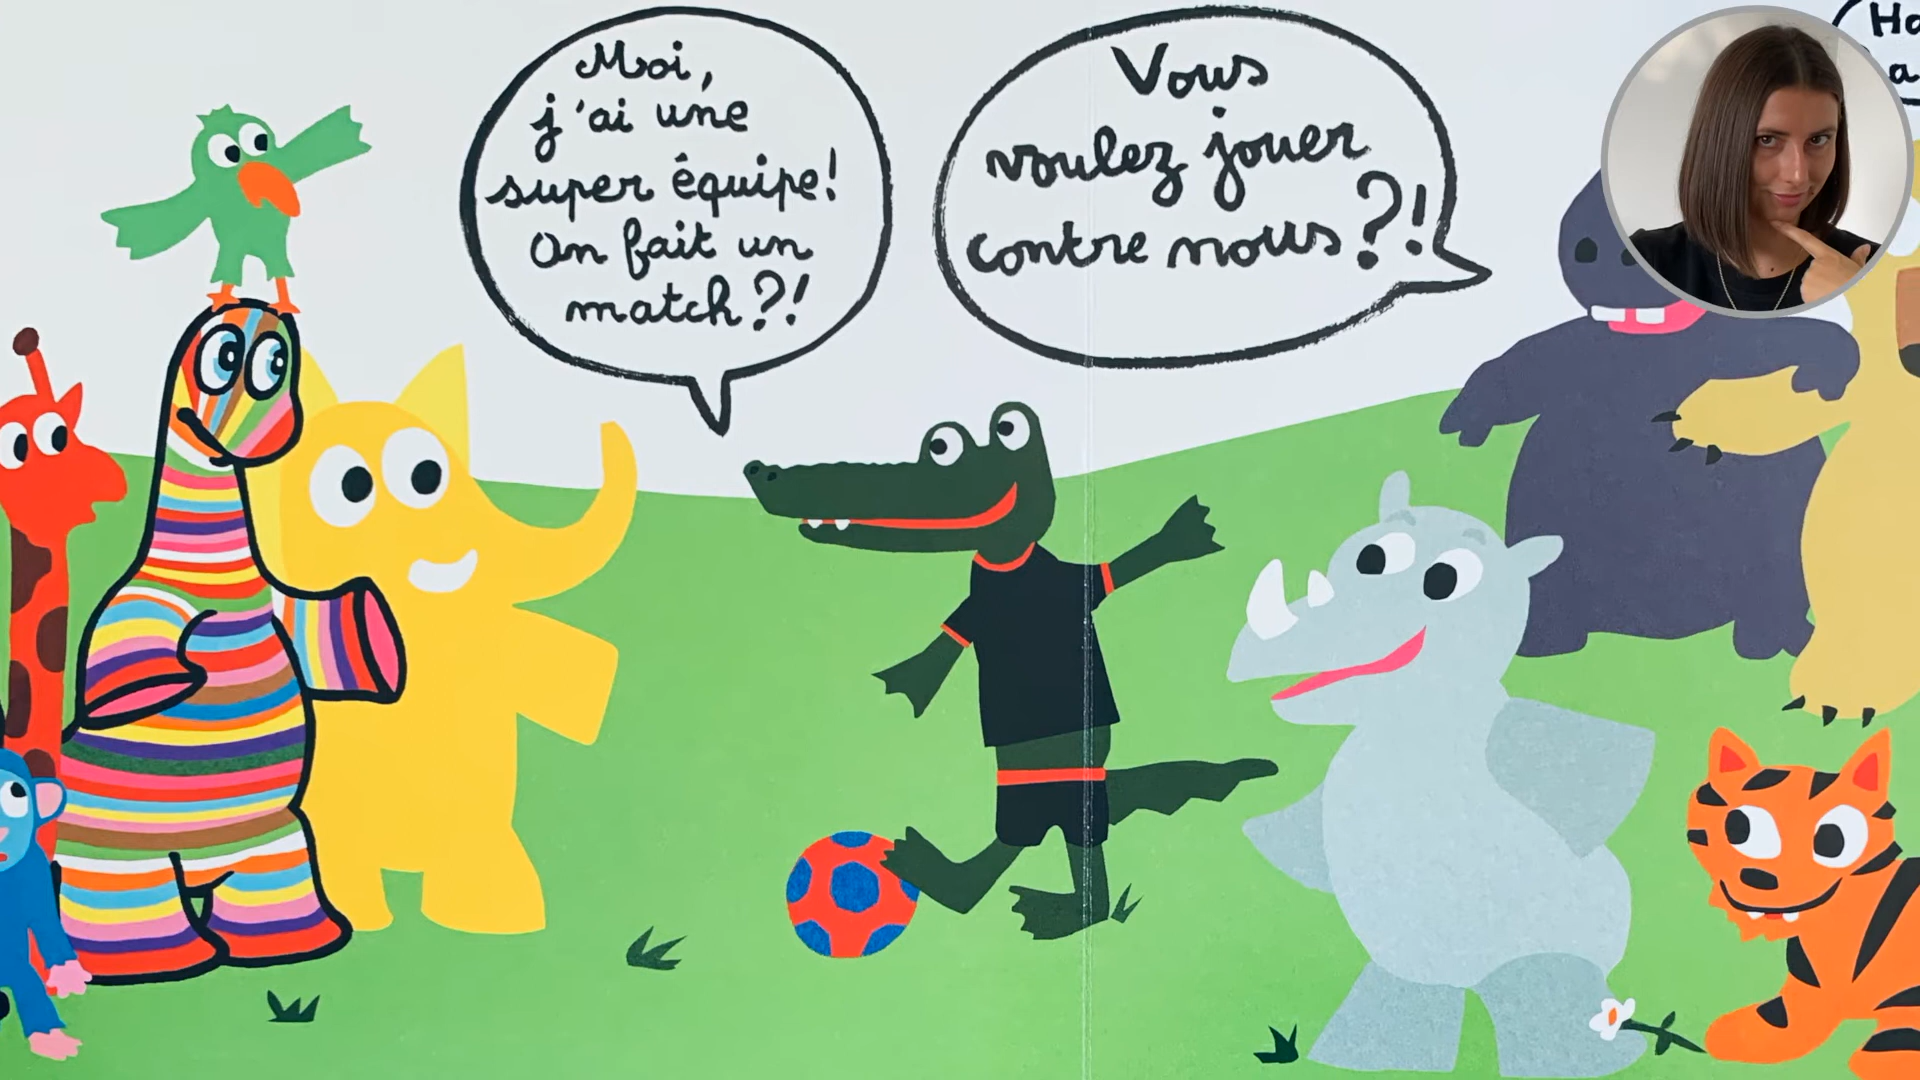 Moi,
j'ai une
super équipe!
On fait un
match?!
Vous
voulez jouer
contre nous?!